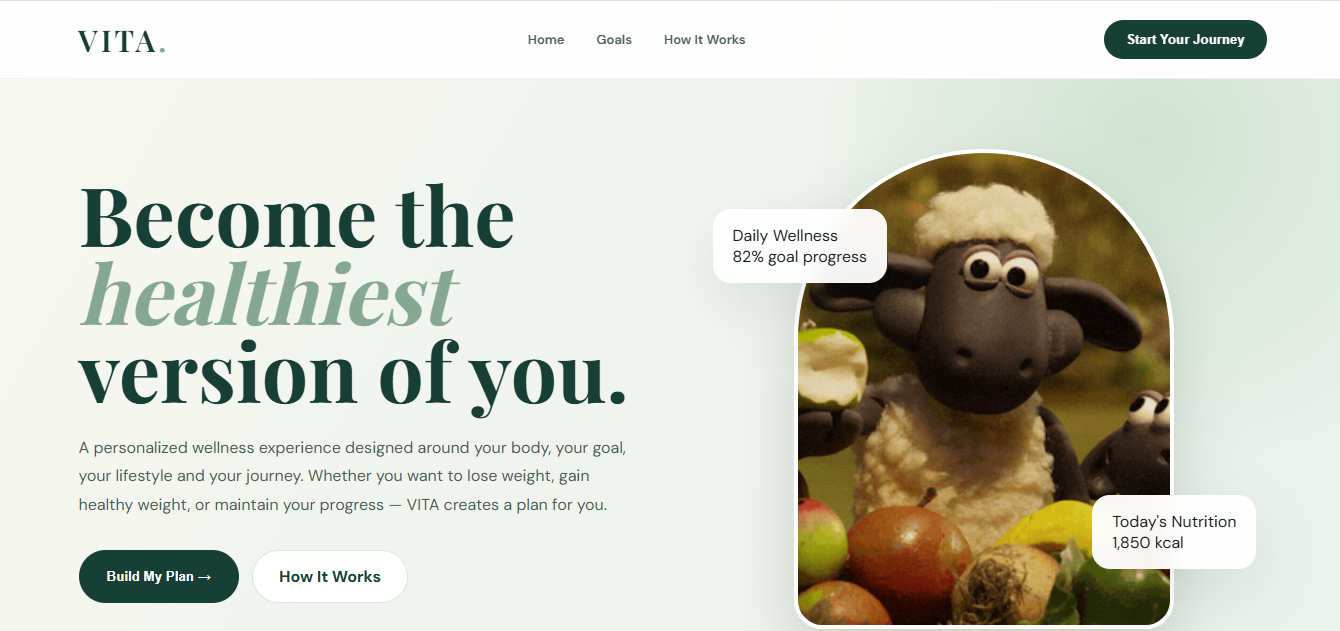 VITA.
Home
Goals
How It Works
Start Your Journey
Become the
healthiest
version of you.
A personalized wellness experience designed around your body, your goal,
your lifestyle and your journey. Whether you want to lose weight, gain
healthy weight, or maintain your progress — VITA creates a plan for you.
Build My Plan →
How It Works
Daily Wellness
82% goal progress
Today's Nutrition
1,850 kcal